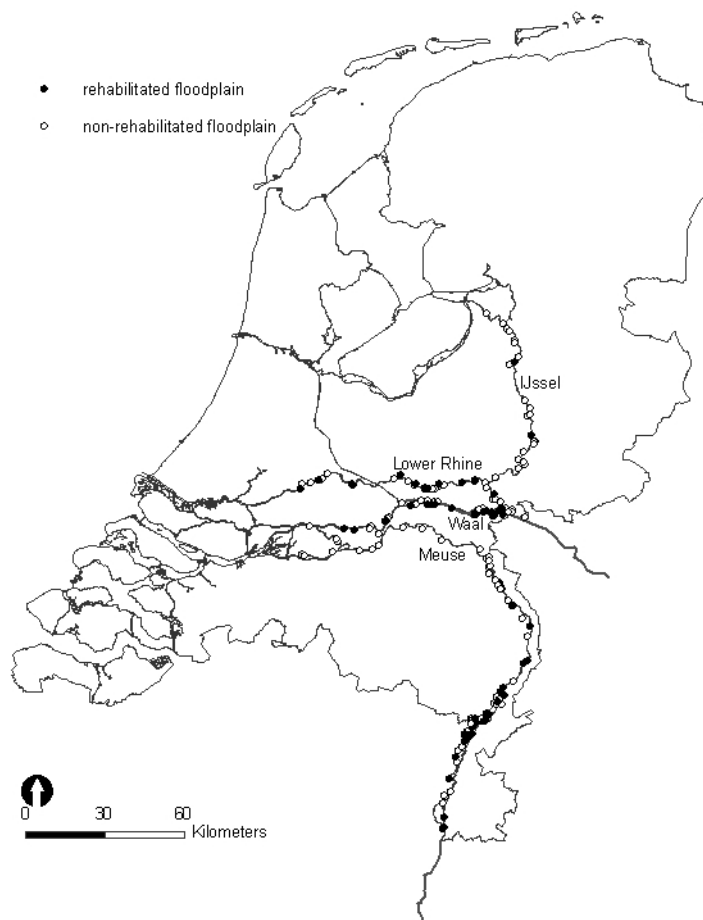 rehabilitated floodplain
non-rehabilitated floodplain
IJssel
Lower Rhine
Waal
Meuse
0 30 60
Kilometers